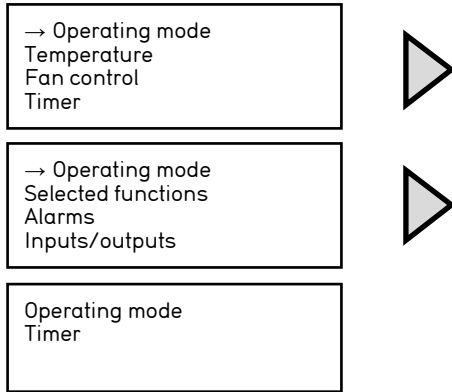 → Operating mode
Temperature
Fan control
Timer
→ Operating mode
Selected functions
Alarms
Inputs/outputs
Operating mode
Timer